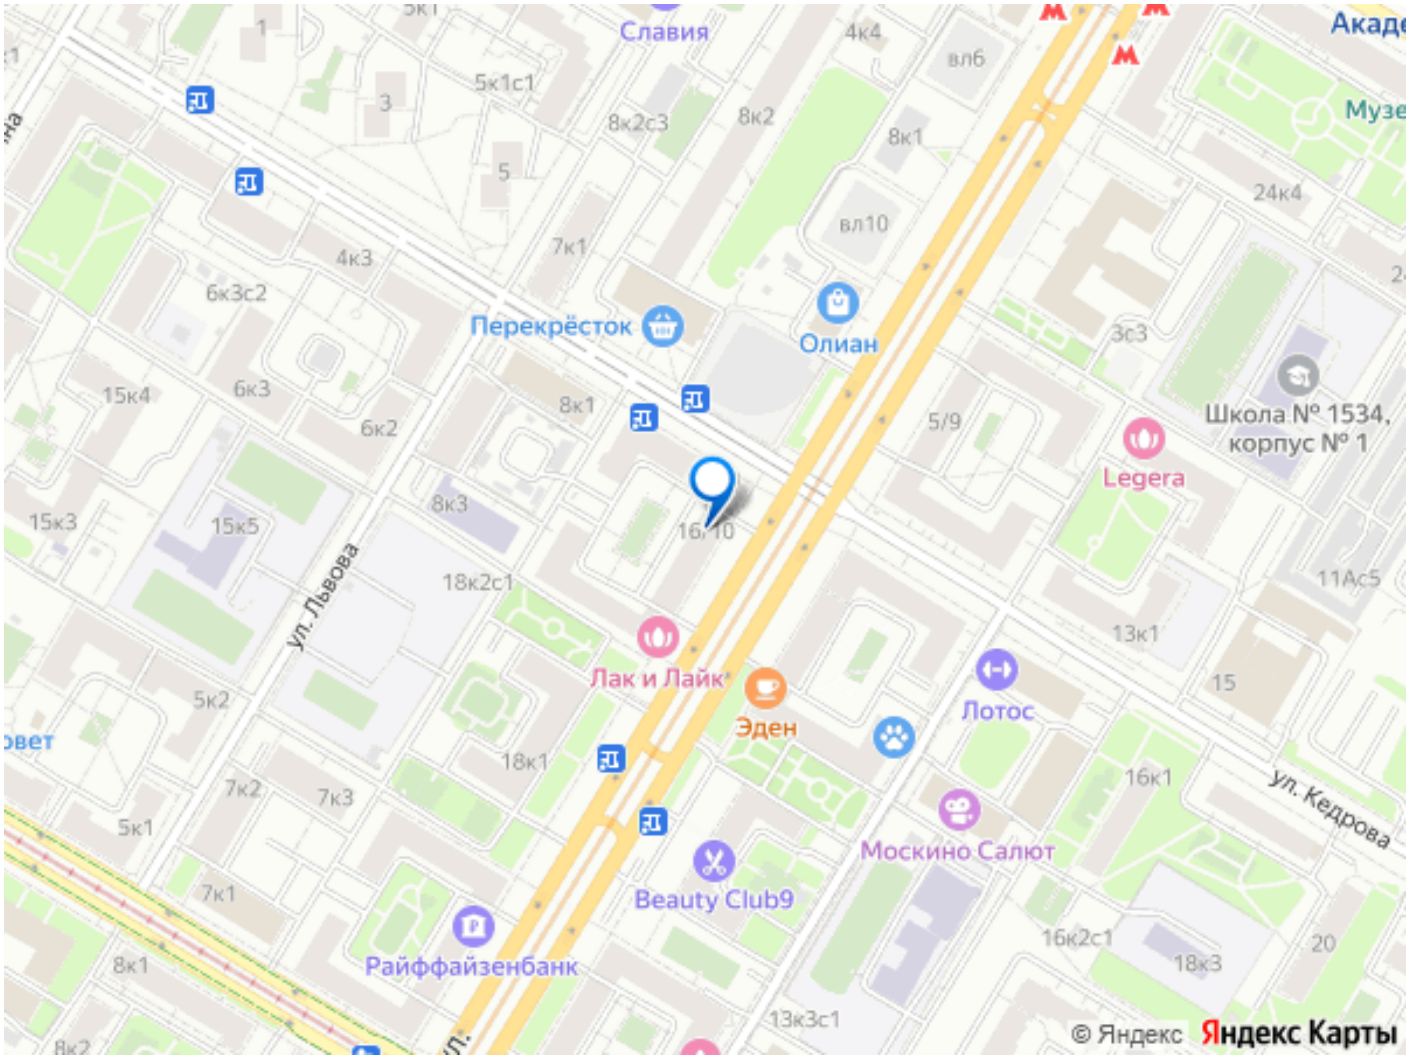 5к1
Славия
4к4
Акаде
1
к1
вл6
5к1с1
3
8к2с3
8к2
Музе
на
8к1
5
24к4
вл10
7к1
4к3
24
6к3с2
Перекрёсток
Олиан
3с3
15к4
6к3
8к1
5/9
Школа № 1534,
корпус № 1
6к2
Legera
8к3
15к3
15к5
16/10
ул. Львова
18к2с1
11Ас5
13к1
Лак и Лайк
15
5к2
Лотос
Эден
овет
18к1
16к1
7к2
7к3
ул. Кедрова
5к1
Москино Салют
7к1
Beauty Club9
16к2с1
20
8к1
Райффайзенбанк
18к3
13к3с1
8к2
ул.
© Яндекс Яндекс Карты